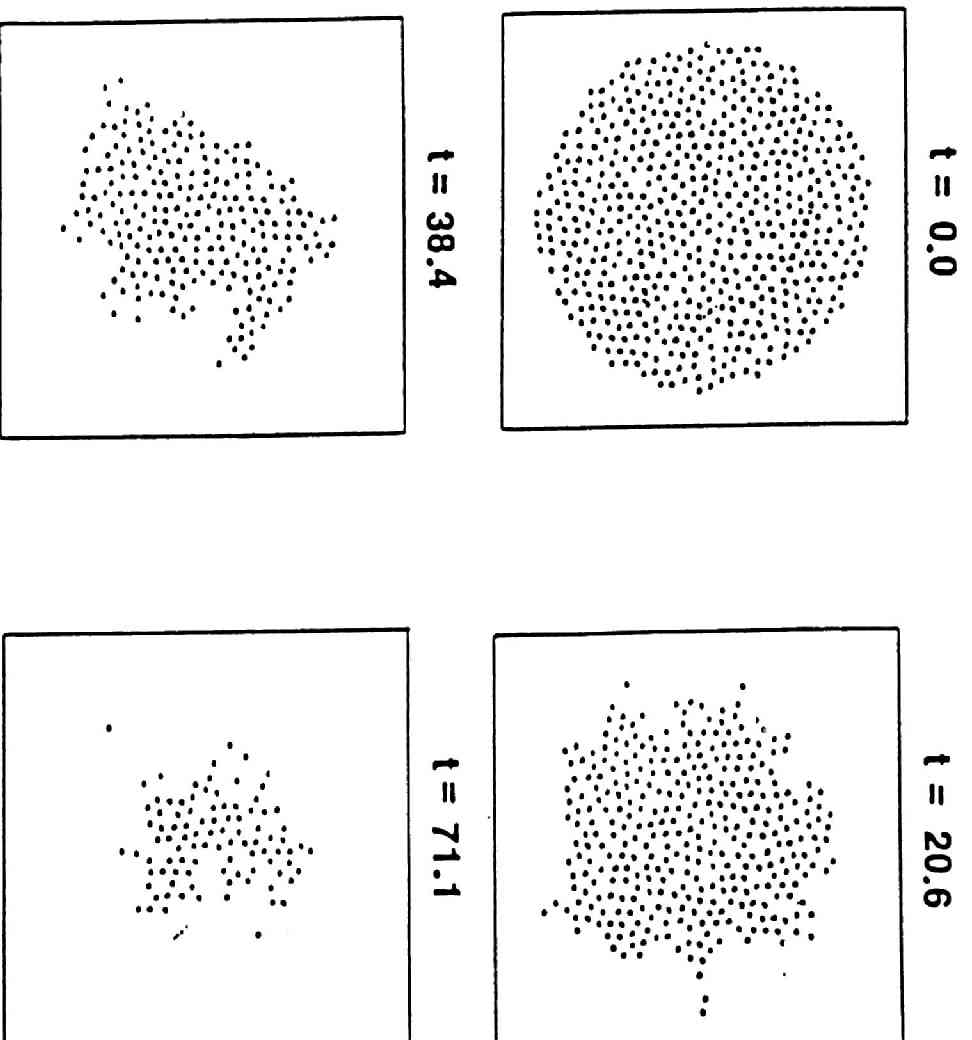 t = 0.0
t = 20.6
t = 38.4
t = 71.1